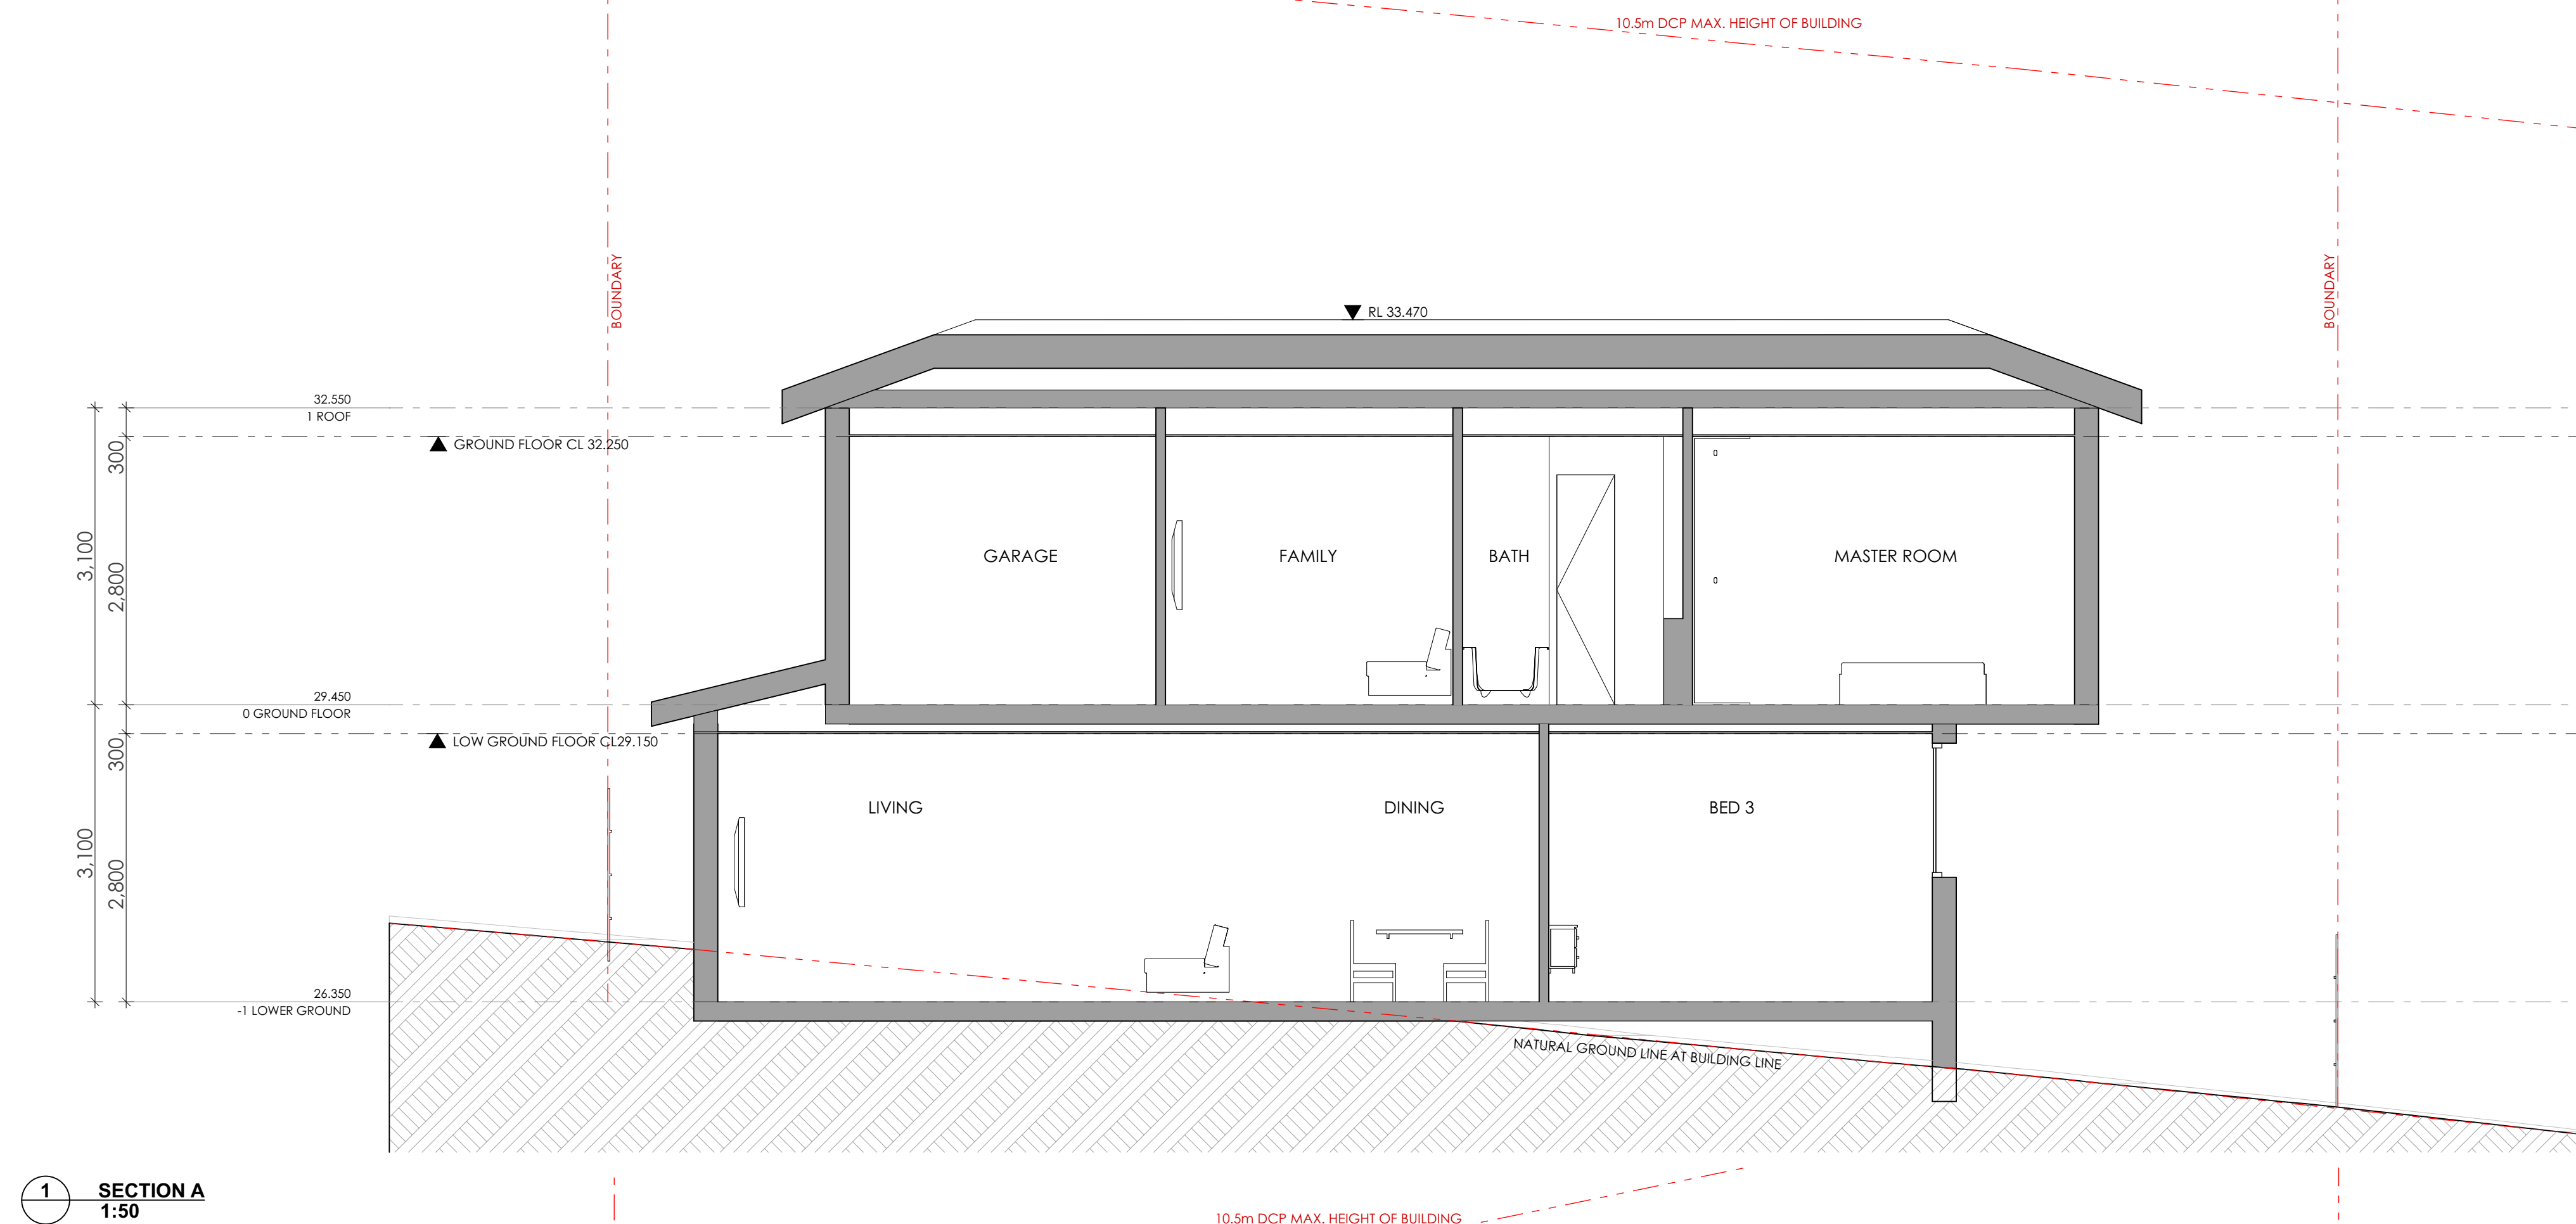 10.5m DCP MAX. HEIGHT OF BUILDING
BOUNDARY
BOUNDARY
RL 33.470
32.550
1 ROOF
300
GROUND FLOOR CL 32.250
3,100
2,800
GARAGE
FAMILY
BATH
MASTER ROOM
29.450
0 GROUND FLOOR
300
LOW GROUND FLOOR CL29.150
3,100
2,800
LIVING
DINING
BED 3
26.350
-1 LOWER GROUND
NATURAL GROUND LINE AT BUILDING LINE
1
SECTION A
1:50
10.5m DCP MAX. HEIGHT OF BUILDING